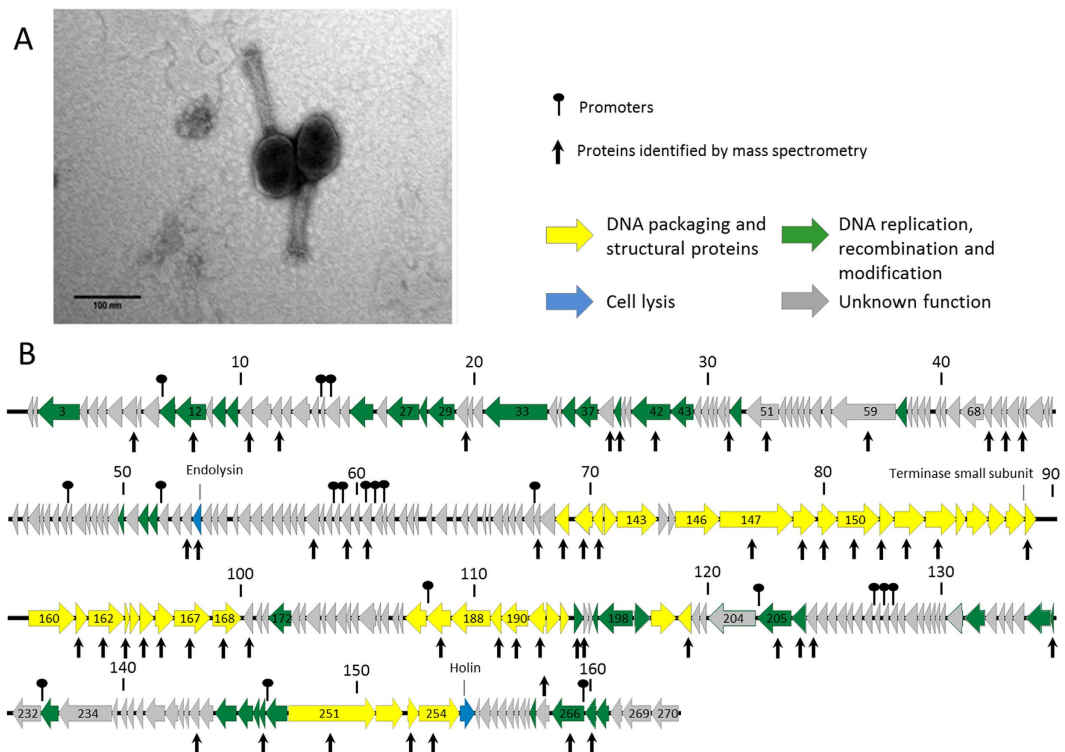 A
100 nm
Promoters
Proteins identified by mass spectrometry
DNA packaging and
structural proteins
DNA replication,
recombination and
modification
Cell lysis
Unknown function
B
10 20 30 40
3 12 27 29 33 37 42 43 51 59 68
Endolysin
Terminase small subunit
50 60 70 80 90
143 146 147 150
100 110 120 130
160 162 167 168 172 188 190 198 204 205
140 150 Holin 160
232 234 251 254 266 269 270